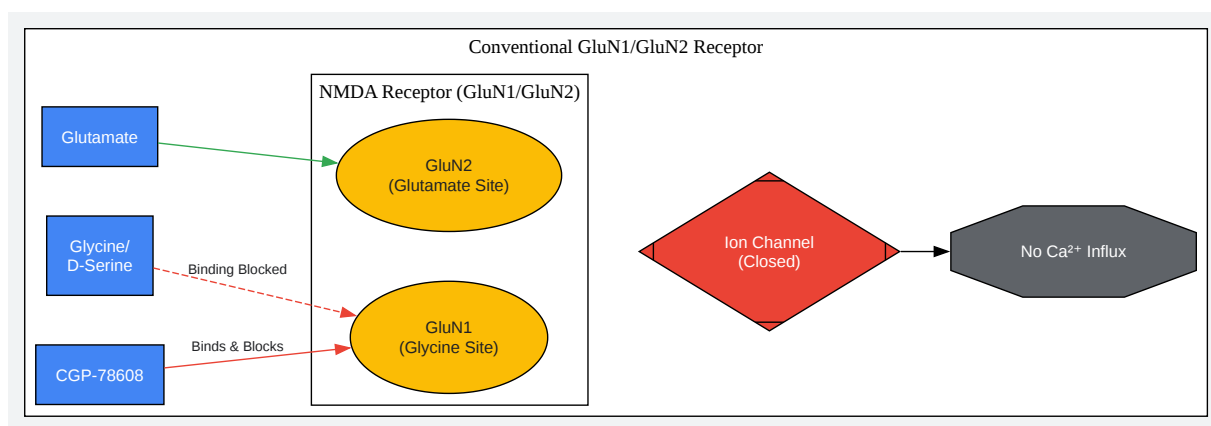 Conventional GluN1/GluN2 Receptor
NMDA Receptor (GluN1/GluN2)
Glutamate
GluN2
(Glutamate Site)
Glycine/
D-Serine
Binding Blocked
Ion Channel
(Closed)
No Ca²⁺ Influx
GluN1
(Glycine Site)
Binds & Blocks
CGP-78608